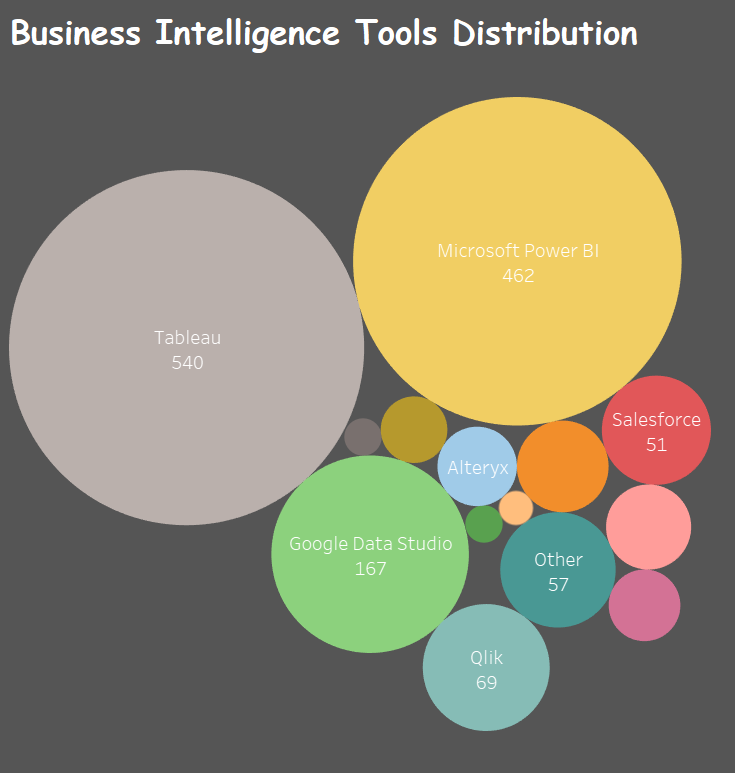 Business Intelligence Tools Distribution
Microsoft Power BI
462
Tableau
540
Salesforce
51
Alteryx
Google Data Studio
167
Other
57
Qlik
69